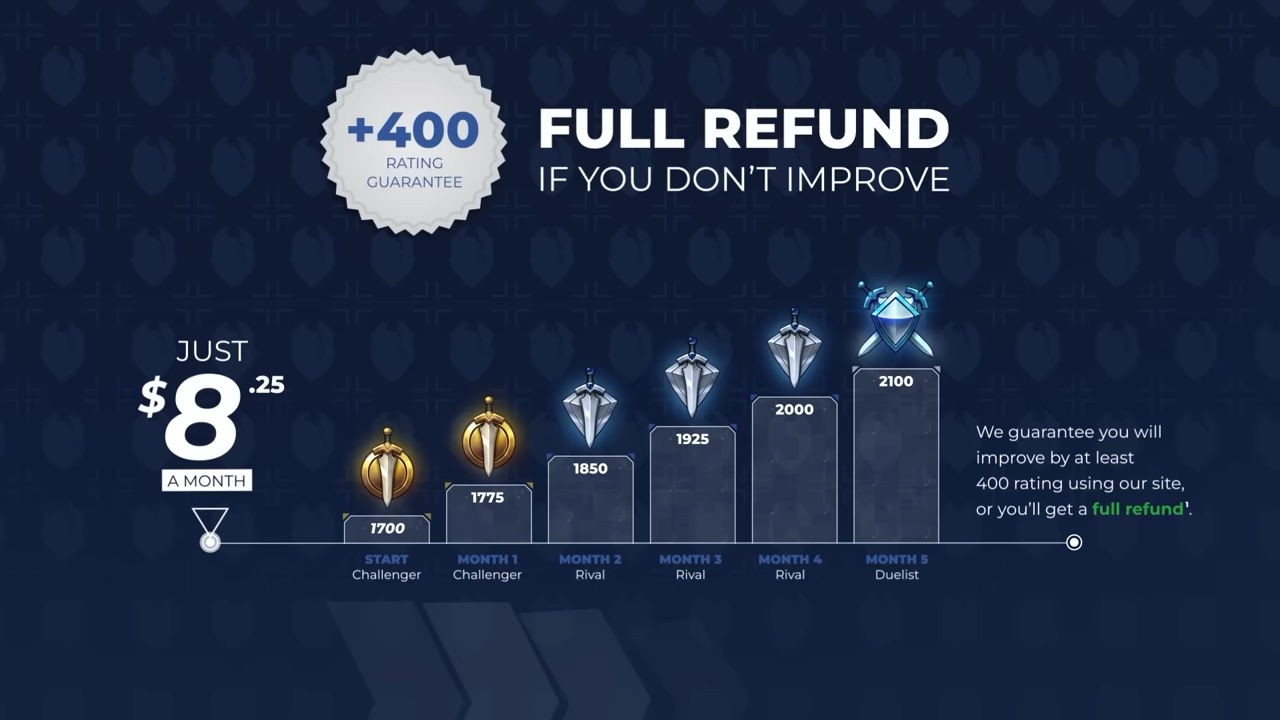 +400
RATING
GUARANTEE
FULL REFUND
IF YOU DON'T IMPROVE
JUST
$8.25
A MONTH
1700
1775
1850
1925
2000
2100
START
Challenger
MONTH 1
Challenger
MONTH 2
Rival
MONTH 3
Rival
MONTH 4
Rival
MONTH 5
Duelist
We guarantee you will
improve by at least
400 rating using our site,
or you'll get a full refund¹.